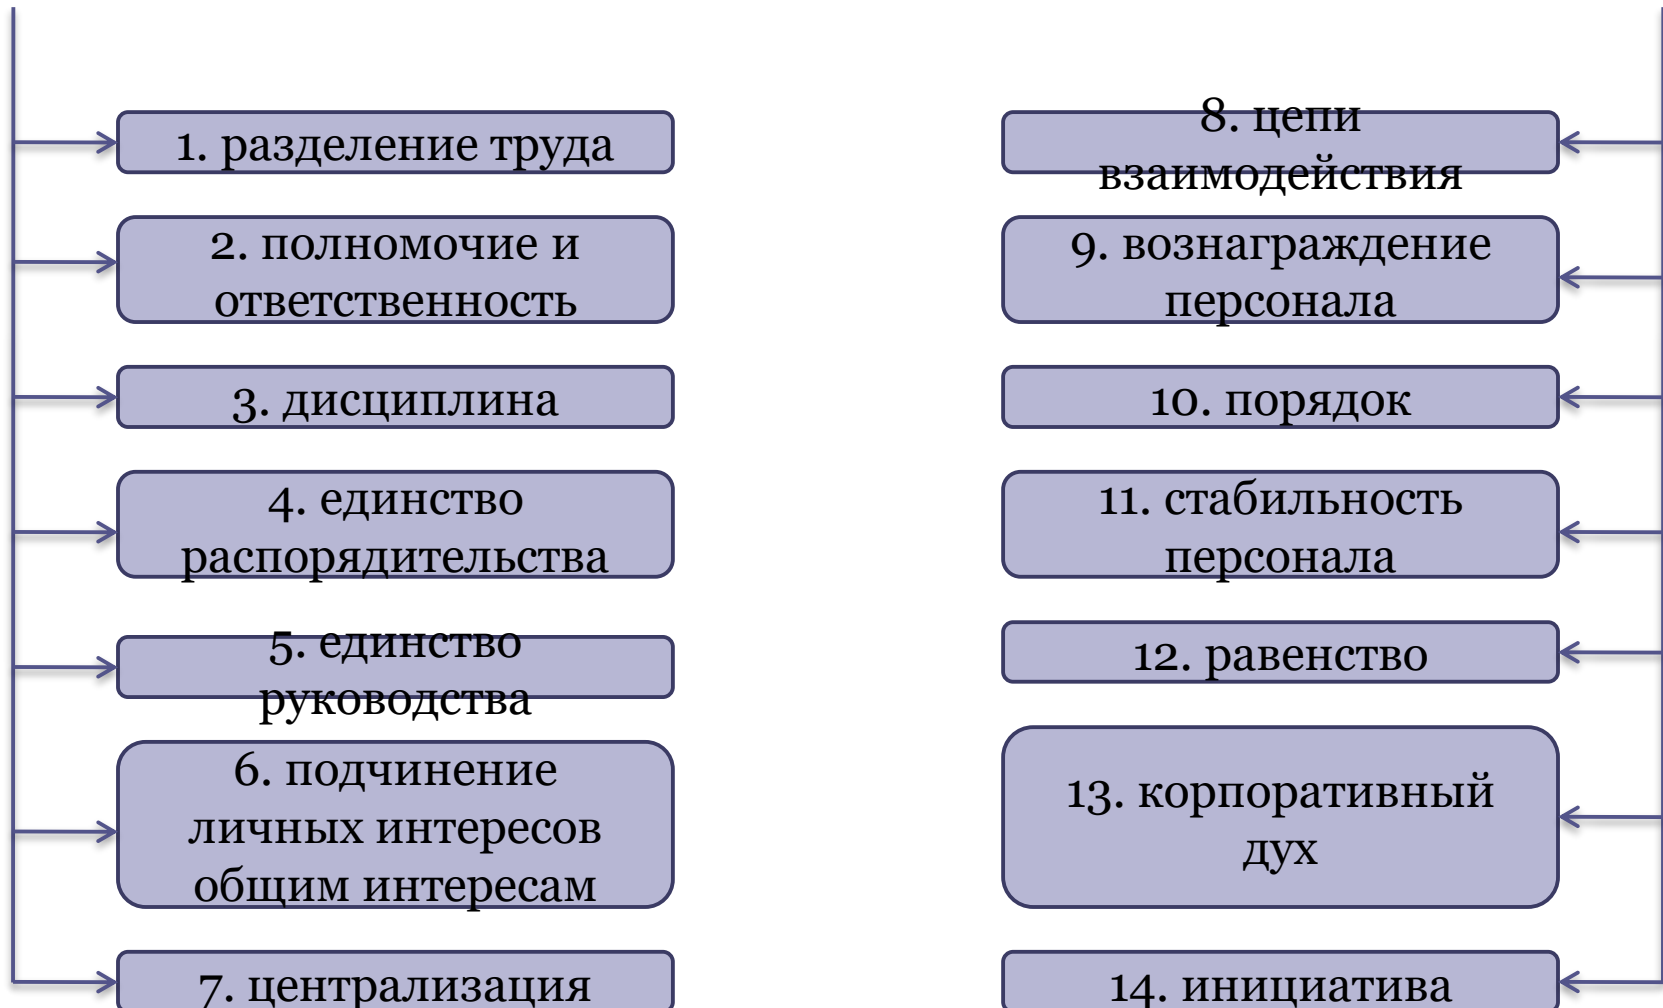 1. разделение труда
2. полномочие и
ответственность
3. дисциплина
4. единство
распорядительства
5. единство
руководства
6. подчинение
личных интересов
общим интересам
7. централизация
8. цепи
взаимодействия
9. вознаграждение
персонала
10. порядок
11. стабильность
персонала
12. равенство
13. корпоративный
дух
14. инициатива